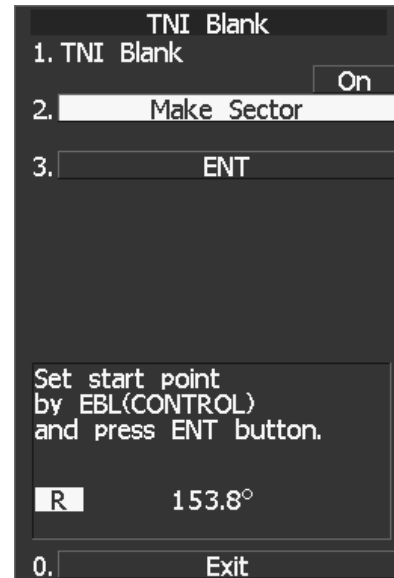 TNI Blank
1. TNI Blank
On
2. Make Sector
3. ENT
Set start point
by EBL(CONTROL)
and press ENT button.
R 153.8°
0. Exit